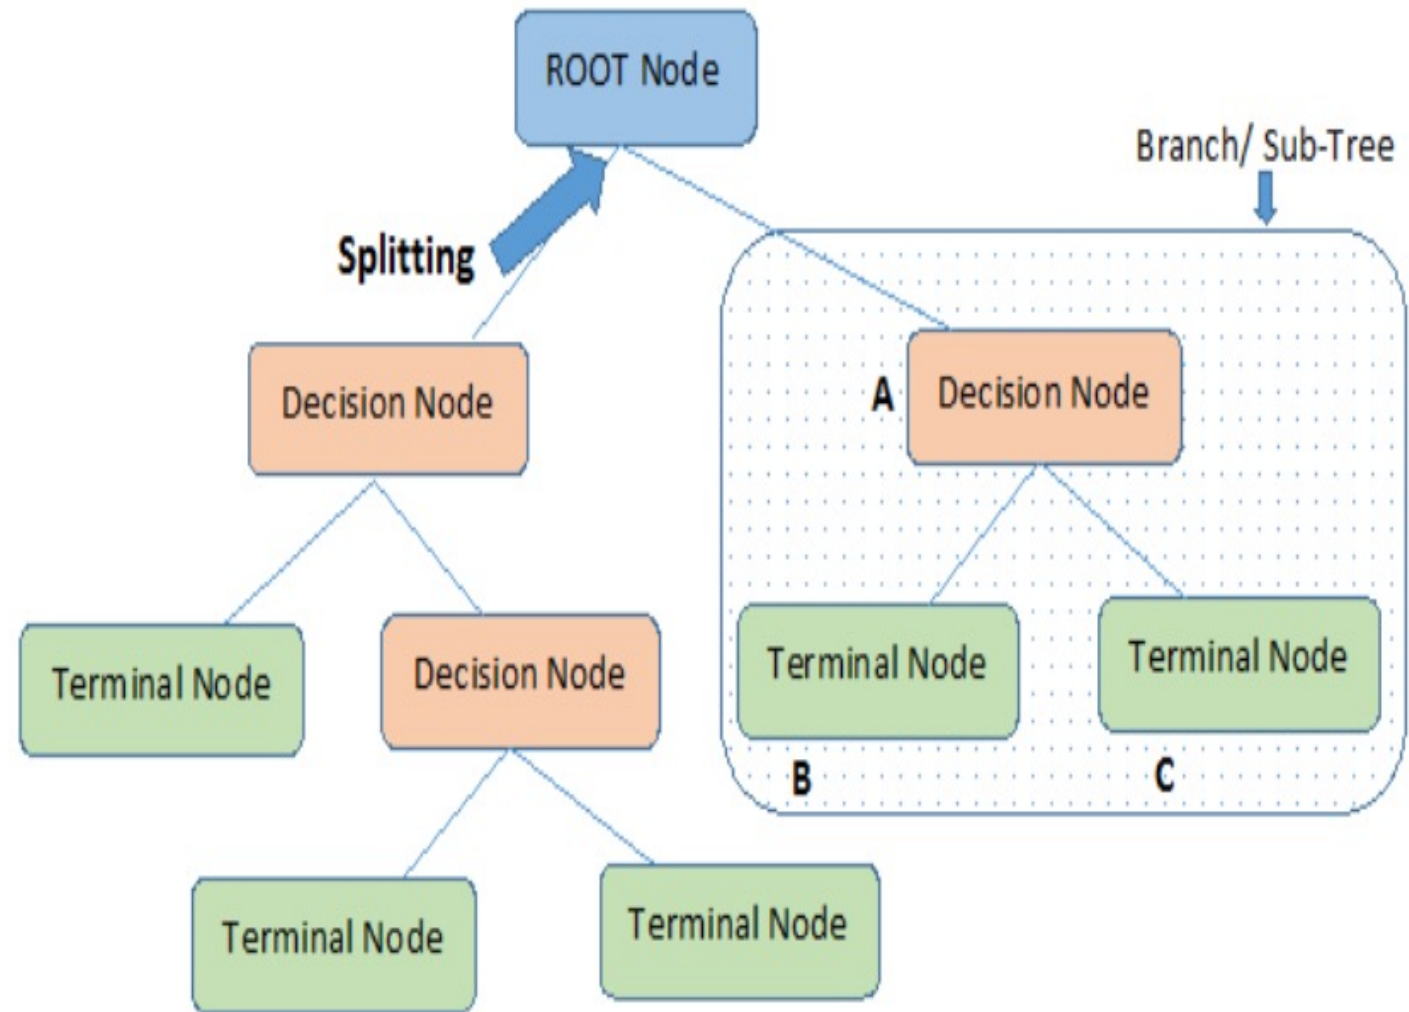 ROOT Node
Branch/ Sub-Tree
Splitting
Decision Node
A
Decision Node
Terminal Node
Decision Node
Terminal Node
Terminal Node
B
C
Terminal Node
Terminal Node